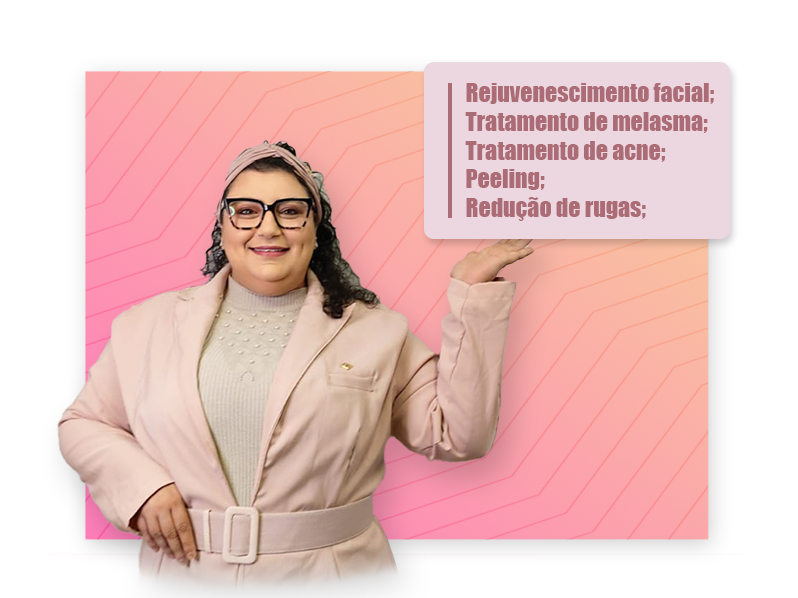 Rejuvenescimento facial;
Tratamento de melasma;
Tratamento de acne;
Peeling;
Redução de rugas;